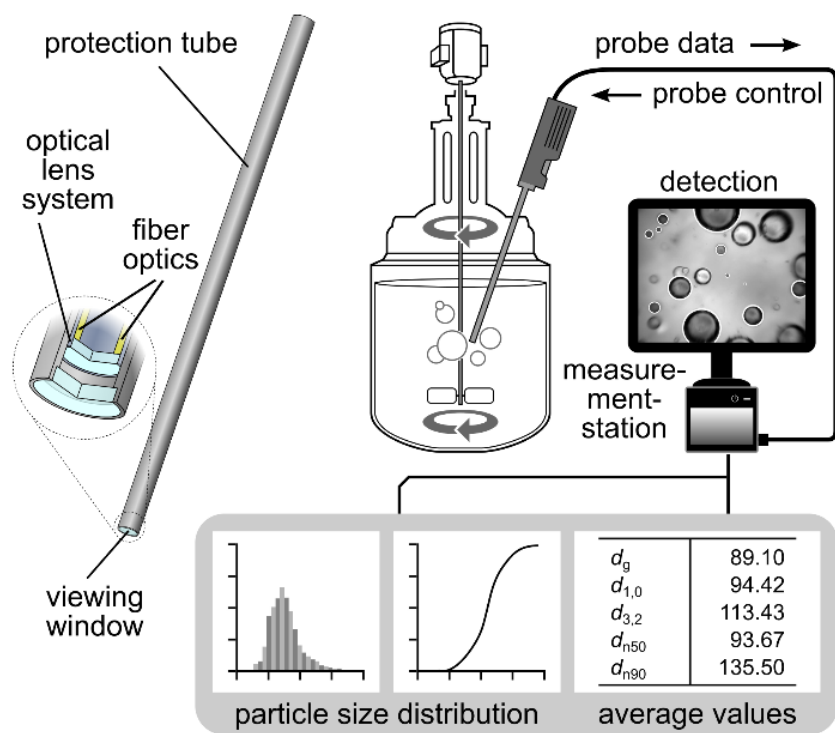 protection tube
optical
lens
system
fiber
optics
viewing
window
probe data
probe control
detection
measure-
ment-
station
particle size distribution
d_g 89.10
d_1,0 94.42
d_3,2 113.43
d_n50 93.67
d_n90 135.50
average values